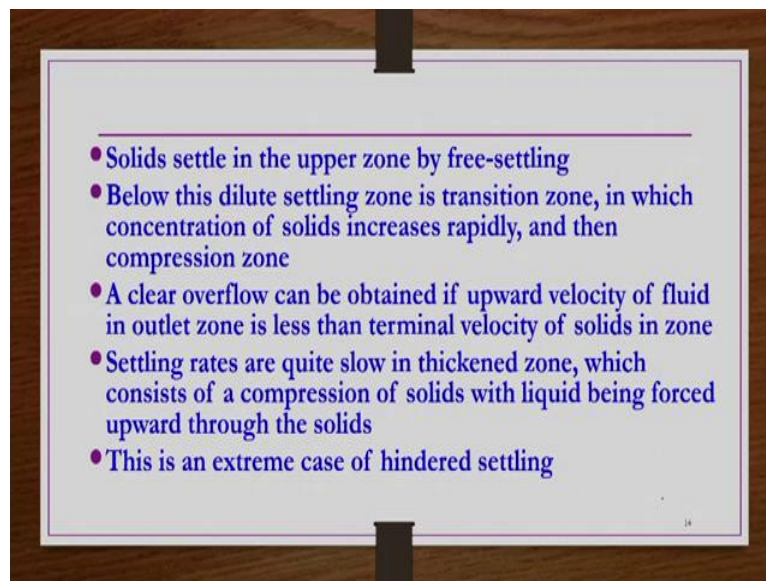 • Solids settle in the upper zone by free-settling
• Below this dilute settling zone is transition zone, in which
concentration of solids increases rapidly, and then
compression zone
• A clear overflow can be obtained if upward velocity of fluid
in outlet zone is less than terminal velocity of solids in zone
• Settling rates are quite slow in thickened zone, which
consists of a compression of solids with liquid being forced
upward through the solids
• This is an extreme case of hindered settling
14